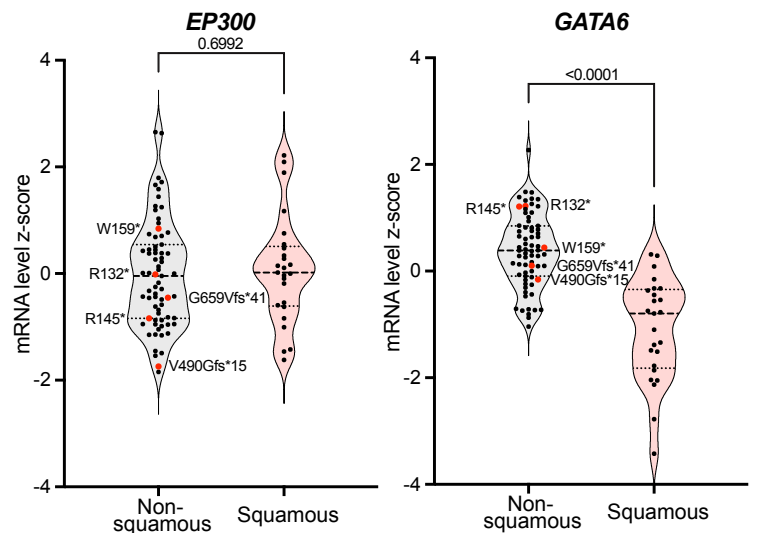 EP300
0.6992
mRNA level z-score
4
2
0
-2
-4
W159*
R132*
G659Vfs*41
R145*
V490Gfs*15
Non-
squamous
Squamous
GATA6
<0.0001
mRNA level z-score
4
2
0
-2
-4
R145*
R132*
W159*
G659Vfs*41
V490Gfs*15
Non-
squamous
Squamous